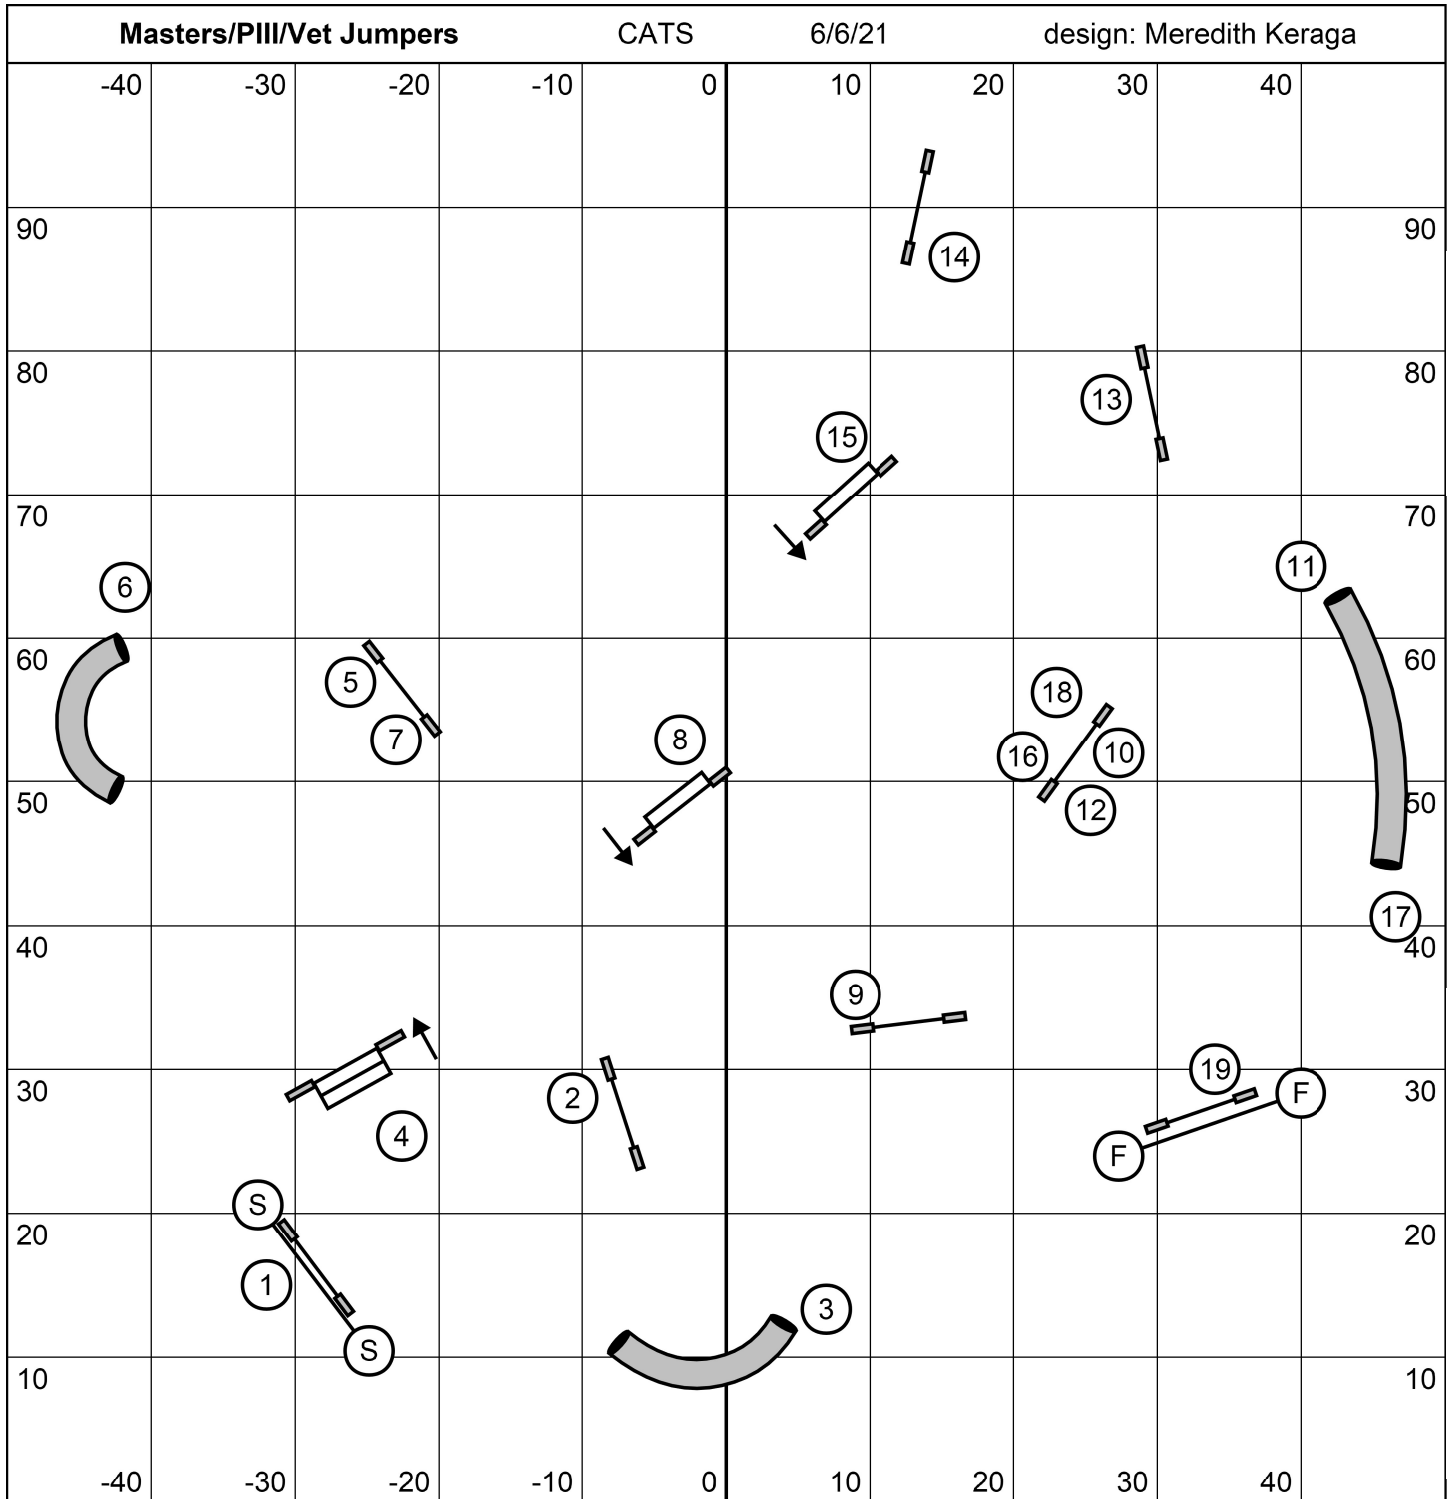 Masters/PIII/Vet Jumpers CATS 6/6/21 design: Meredith Keraga
-40 -30 -20 -10 0 10 20 30 40
90 14 90
80 13 80
15
70 70
6 11
60 5 18 60
7 8 16 10
50 12 50
17
40 40
9
30 2 19 F 30
4 F
S
20 20
1 3
S
10 10
-40 -30 -20 -10 0 10 20 30 40